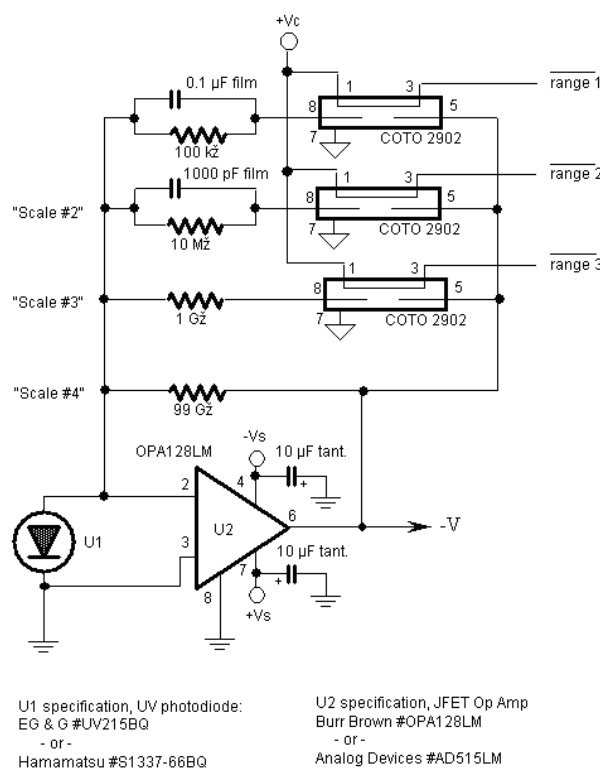 +Vc
0.1 µF film
1
3
range 1
8
5
7
100 kž
COTO 2902
1000 pF film
1
3
range 2
"Scale #2"
8
5
7
10 Mž
COTO 2902
1
3
range 3
"Scale #3"
8
5
7
1 Gž
COTO 2902
"Scale #4"
99 Gž
OPA128LM
-Vs
10 µF tant.
4
+
2
U1
U2
6
-V
3
10 µF tant.
7
+
8
+Vs
U1 specification, UV photodiode:
EG & G #UV215BQ
- or -
Hamamatsu #S1337-66BQ
U2 specification, JFET Op Amp
Burr Brown #OPA128LM
- or -
Analog Devices #AD515LM